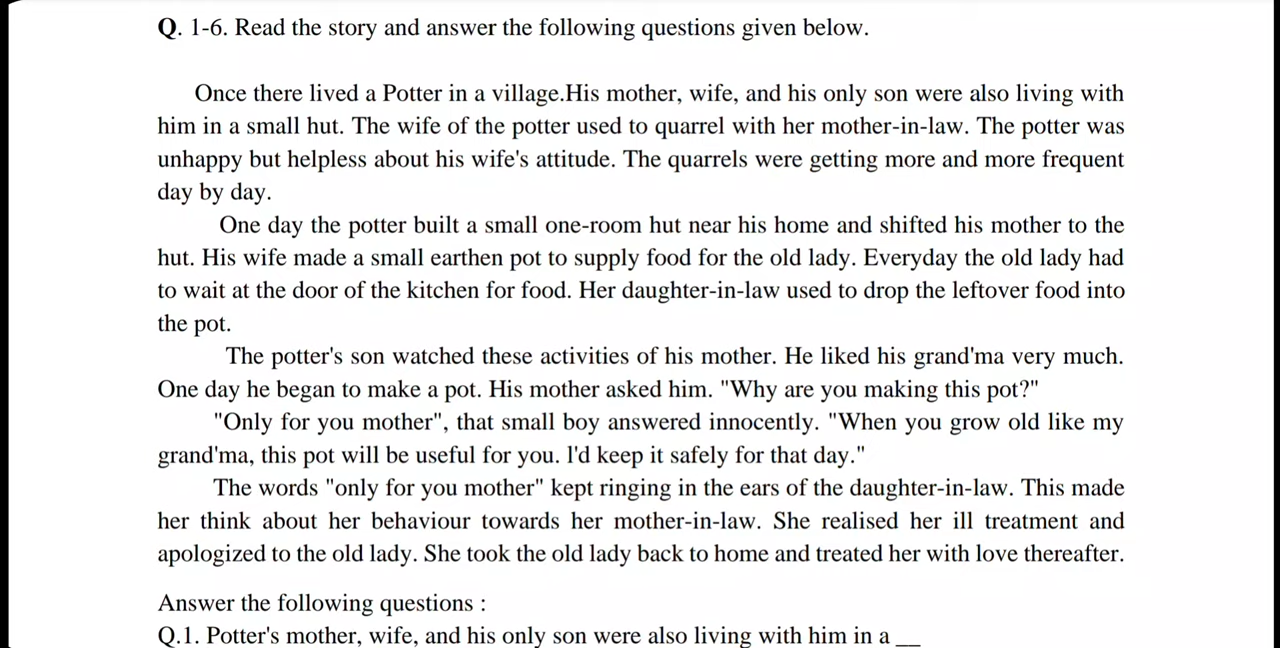 Q. 1-6. Read the story and answer the following questions given below.
Once there lived a Potter in a village.His mother, wife, and his only son were also living with
him in a small hut. The wife of the potter used to quarrel with her mother-in-law. The potter was
unhappy but helpless about his wife's attitude. The quarrels were getting more and more frequent
day by day.
One day the potter built a small one-room hut near his home and shifted his mother to the
hut. His wife made a small earthen pot to supply food for the old lady. Everyday the old lady had
to wait at the door of the kitchen for food. Her daughter-in-law used to drop the leftover food into
the pot.
The potter's son watched these activities of his mother. He liked his grand'ma very much.
One day he began to make a pot. His mother asked him. "Why are you making this pot?"
"Only for you mother", that small boy answered innocently. "When you grow old like my
grand'ma, this pot will be useful for you. I'd keep it safely for that day."
The words "only for you mother" kept ringing in the ears of the daughter-in-law. This made
her think about her behaviour towards her mother-in-law. She realised her ill treatment and
apologized to the old lady. She took the old lady back to home and treated her with love thereafter.
Answer the following questions :
Q.1. Potter's mother, wife, and his only son were also living with him in a __